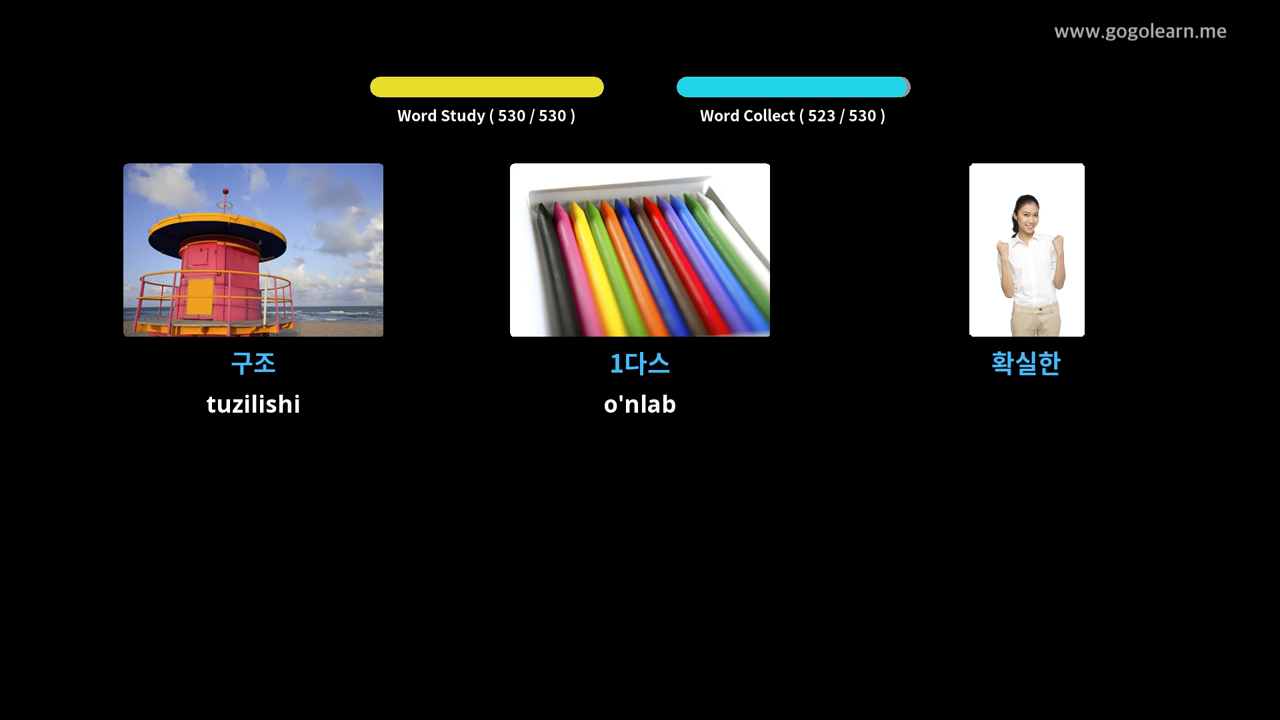 www.gogolearn.me
Word Study ( 530 / 530 )
Word Collect ( 523 / 530 )
구조
1다스
확실한
tuzilishi
o'nlab